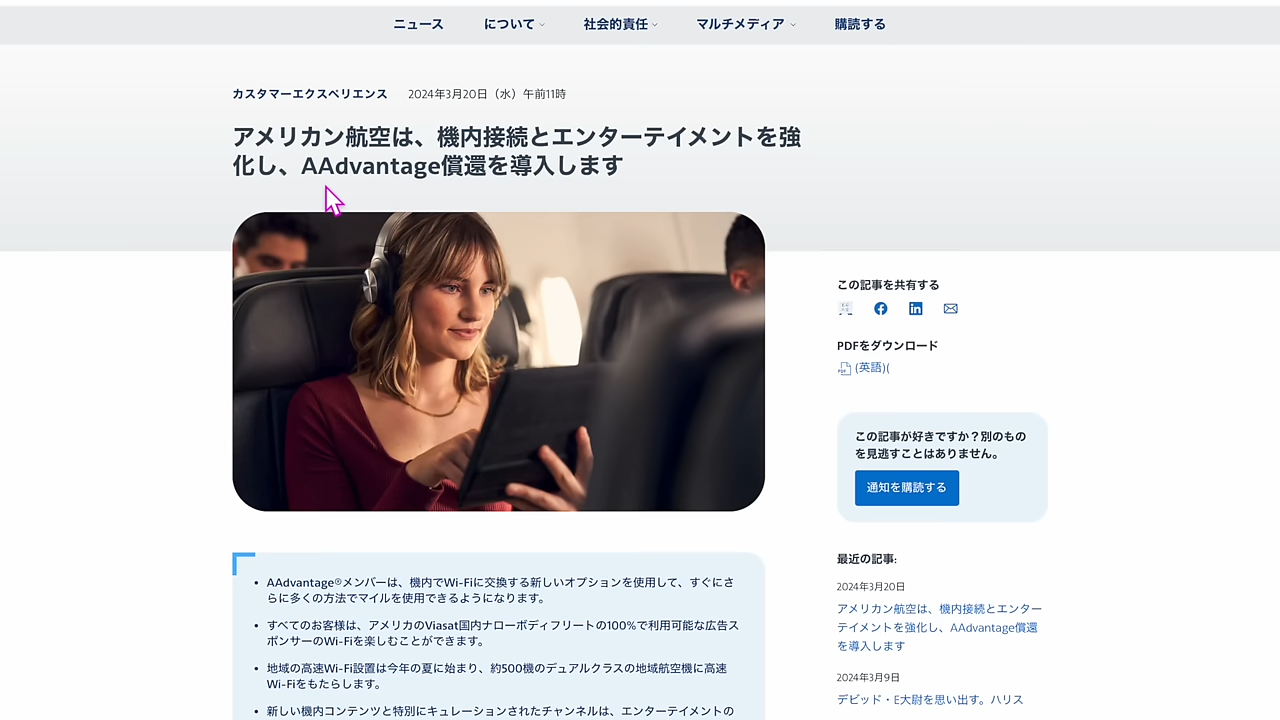 ニュース
について
社会的責任
マルチメディア
購読する
カスタマーエクスペリエンス
2024年3月20日（水）午前11時
アメリカン航空は、機内接続とエンターテイメントを強
化し、AAdvantage償還を導入します
この記事を共有する
PDFをダウンロード
(英語)(
この記事が好きですか？別のもの
を見逃すことはありません。
通知を購読する
最近の記事:
2024年3月20日
アメリカン航空は、機内接続とエンター
テイメントを強化し、AAdvantage償還
を導入します
2024年3月9日
デビッド・E大尉を思い出す。ハリス
• AAdvantage®メンバーは、機内でWi-Fiに交換する新しいオプションを使用して、すぐにさ
らに多くの方法でマイルを使用できるようになります。
• すべてのお客様は、アメリカのViasat国内ナローボディフリートの100%で利用可能な広告ス
ポンサーのWi-Fiを楽しむことができます。
• 地域の高速Wi-Fi設置は今年の夏に始まり、約500機のデュアルクラスの地域航空機に高速
Wi-Fiをもたらします。
• 新しい機内コンテンツと特別にキュレーションされたチャンネルは、エンターテイメントの